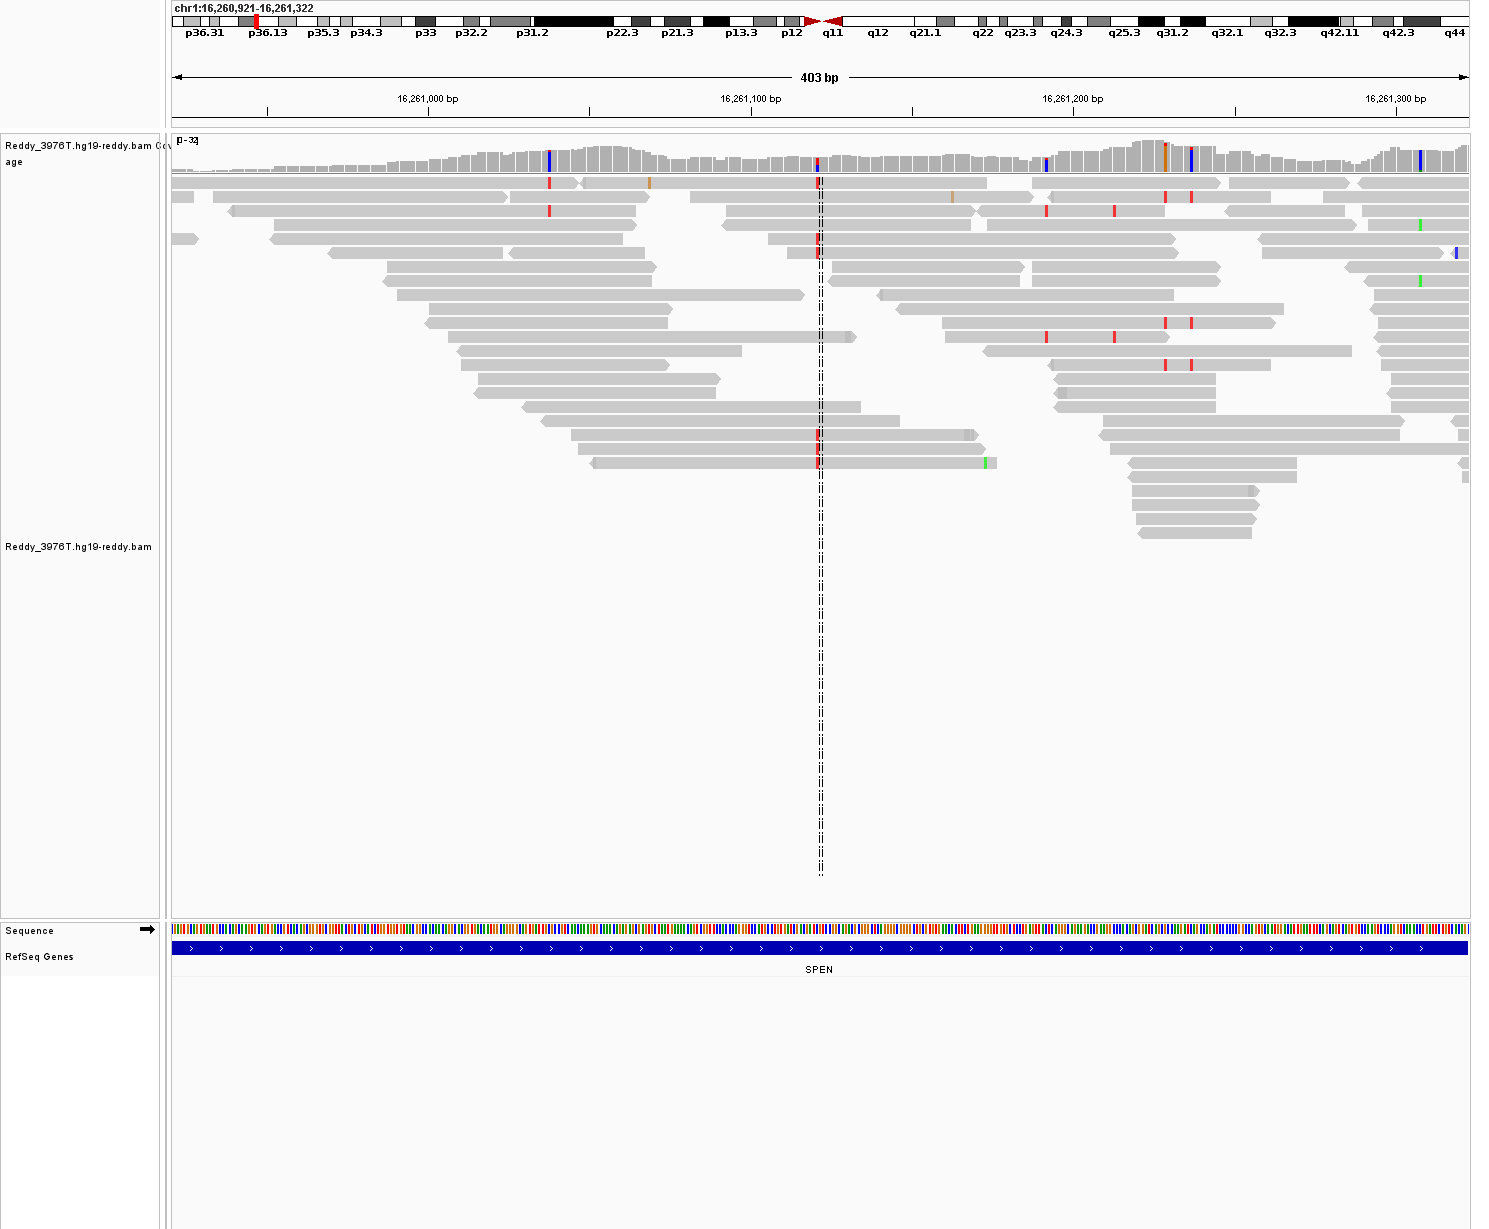 chr1:16,260,921-16,261,322
p36.31 p36.13 p35.3 p34.3 p33 p32.2 p31.2 p22.3 p21.3 p13.3 p12 q11 q12 q21.1 q22 q23.3 q24.3 q25.3 q31.2 q32.1 q32.3 q42.11 q42.3 q44
403 bp
16,261,000 bp 16,261,100 bp 16,261,200 bp 16,261,300 bp
[0-32]
Reddy_3976T.hg19-reddy.bam Cov
age
Reddy_3976T.hg19-reddy.bam
Sequence
RefSeq Genes
SPEN